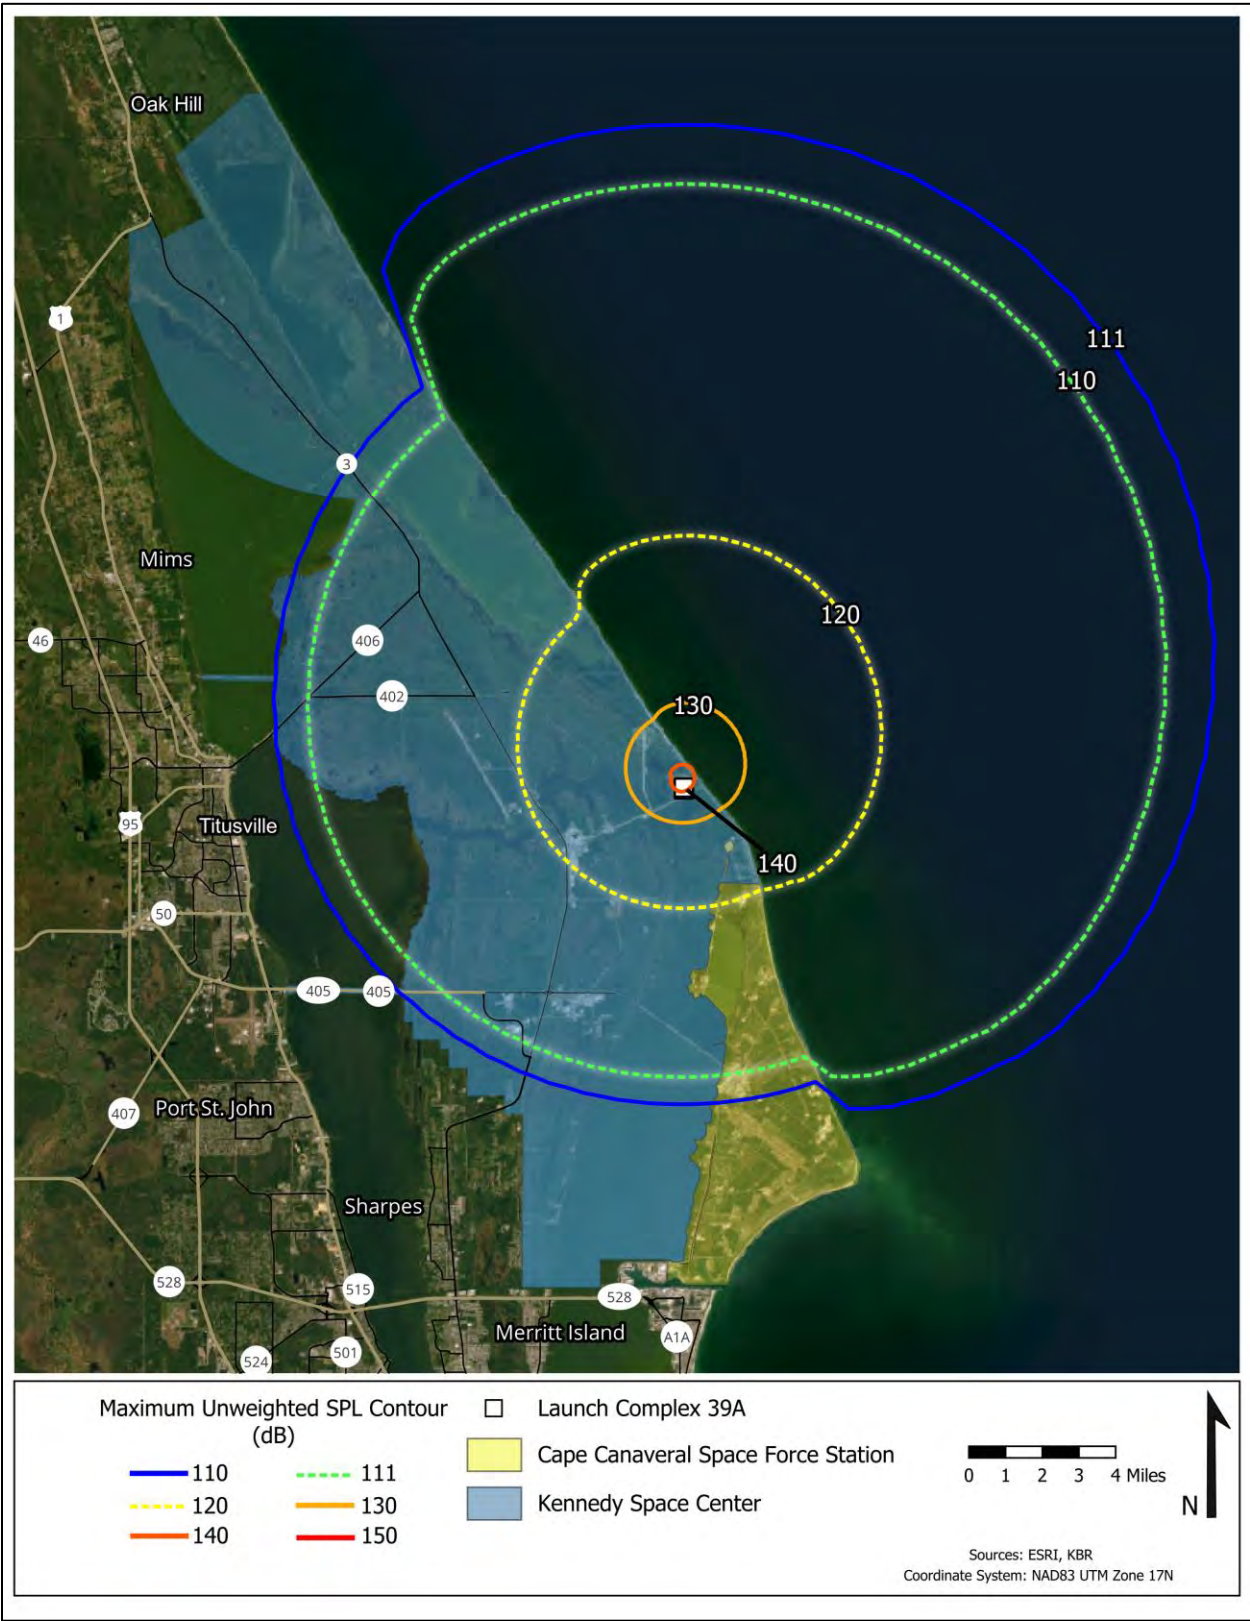 Oak Hill
1
111
110
3
Mims
120
46
406
402
130
95
Titusville
140
50
405
405
407
Port St. John
Sharpes
528
515
528
Merritt Island
A1A
501
524
Maximum Unweighted SPL Contour
(dB)
110
111
120
130
140
150
Launch Complex 39A
Cape Canaveral Space Force Station
Kennedy Space Center
0 1 2 3 4 Miles
N
Sources: ESRI, KBR
Coordinate System: NAD83 UTM Zone 17N